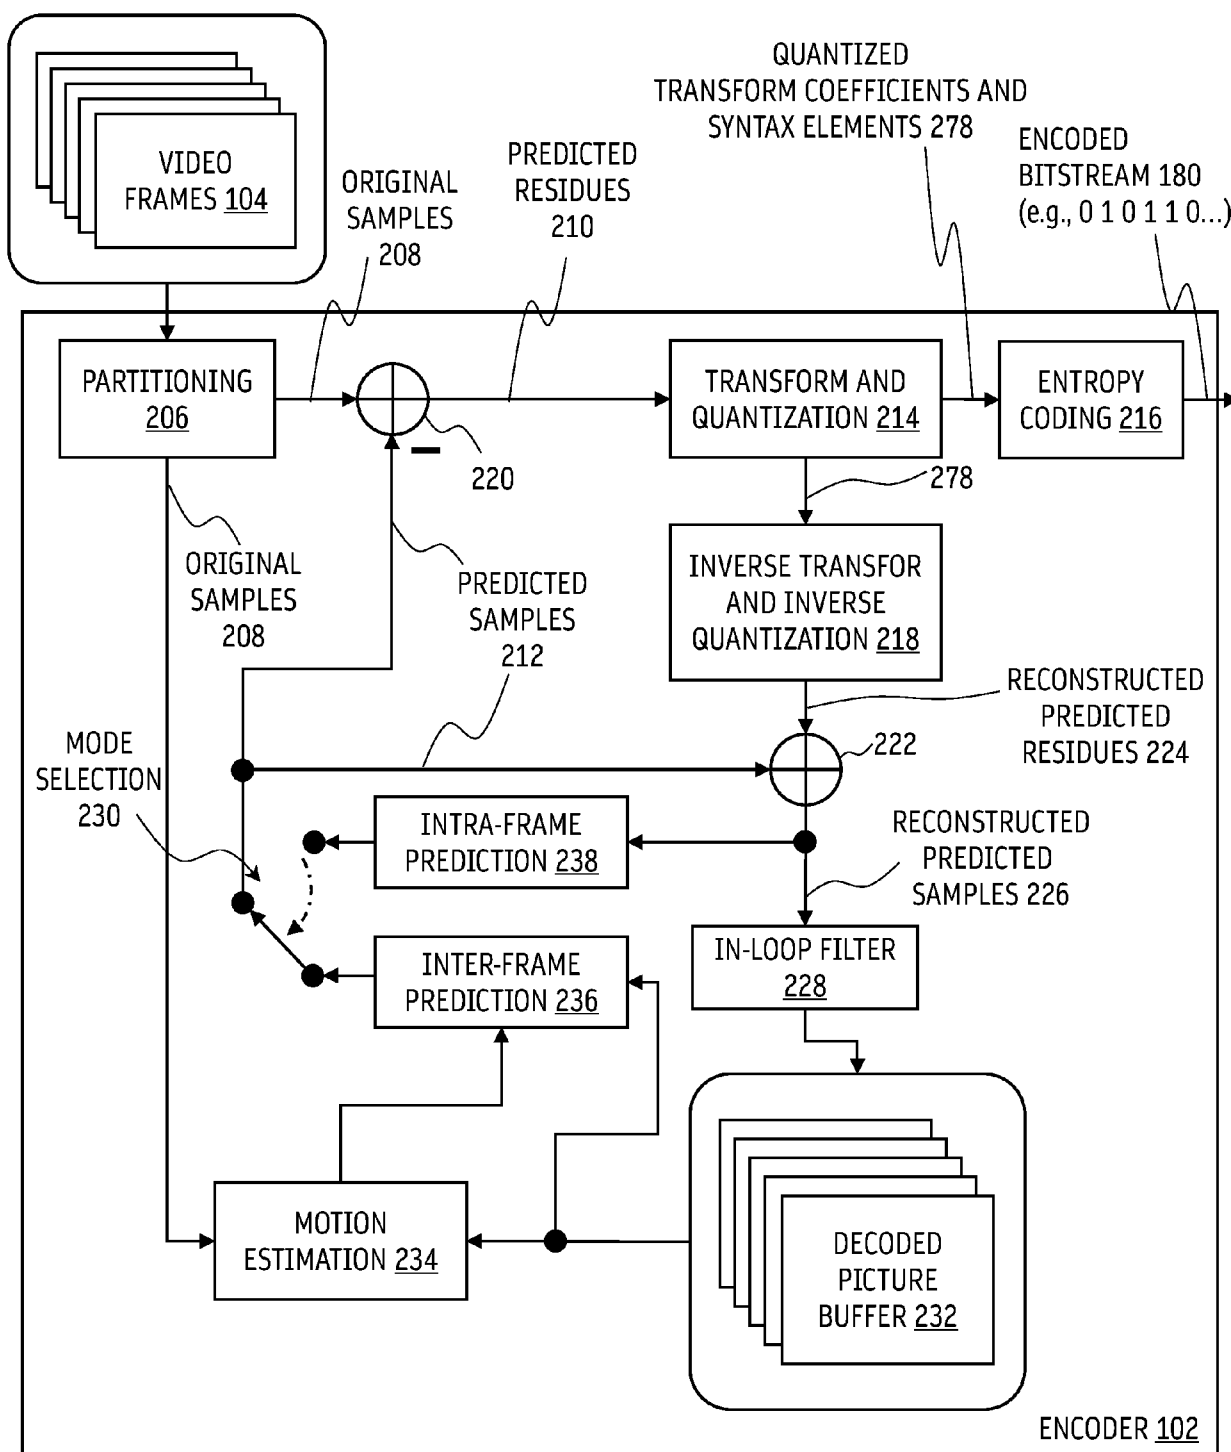 VIDEO
FRAMES 104
ORIGINAL
SAMPLES
208
PREDICTED
RESIDUES
210
QUANTIZED
TRANSFORM COEFFICIENTS AND
SYNTAX ELEMENTS 278
ENCODED
BITSTREAM 180
(e.g., 0 1 0 1 1 0...)
PARTITIONING
206
220
TRANSFORM AND
QUANTIZATION 214
ENTROPY
CODING 216
278
ORIGINAL
SAMPLES
208
PREDICTED
SAMPLES
212
INVERSE TRANSFOR
AND INVERSE
QUANTIZATION 218
RECONSTRUCTED
PREDICTED
RESIDUES 224
MODE
SELECTION
230
222
INTRA-FRAME
PREDICTION 238
RECONSTRUCTED
PREDICTED
SAMPLES 226
INTER-FRAME
PREDICTION 236
IN-LOOP FILTER
228
MOTION
ESTIMATION 234
DECODED
PICTURE
BUFFER 232
ENCODER 102